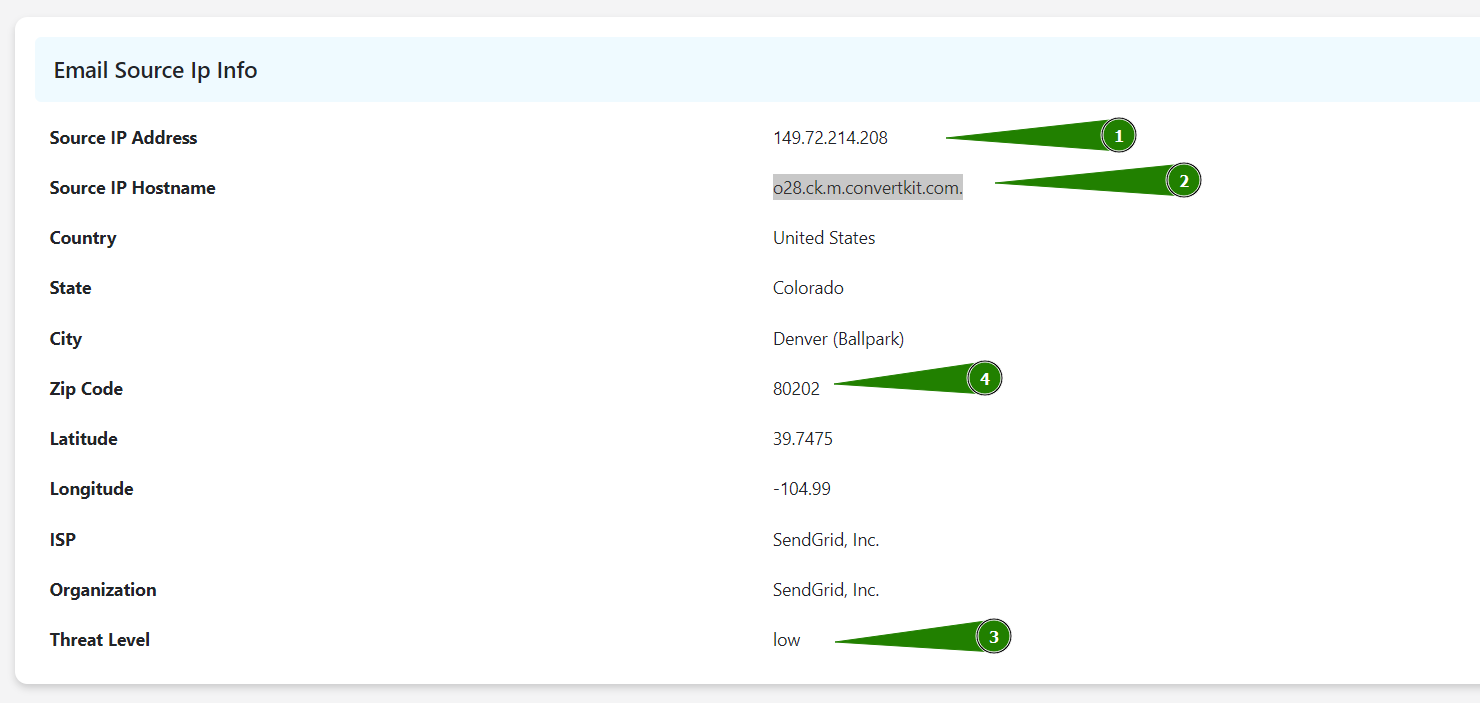 Email Source Ip Info
Source IP Address 149.72.214.208 1
Source IP Hostname o28.ck.m.convertkit.com. 2
Country United States
State Colorado
City Denver (Ballpark)
Zip Code 80202 4
Latitude 39.7475
Longitude -104.99
ISP SendGrid, Inc.
Organization SendGrid, Inc.
Threat Level low 3